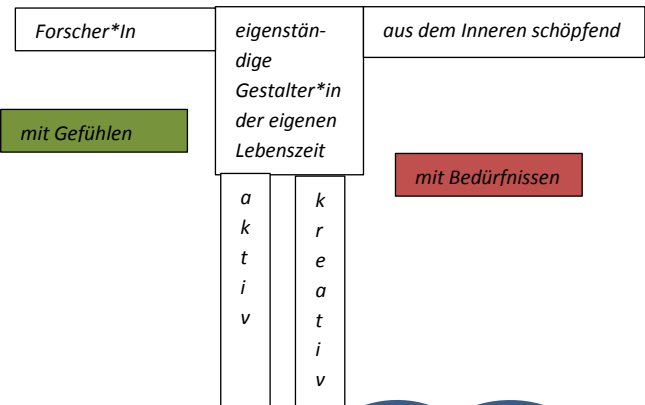 Forscher*In
eigenstän-
dige
Gestalter*in
der eigenen
Lebenszeit
aus dem Inneren schöpfend
mit Gefühlen
mit Bedürfnissen
a
k
t
i
v
k
r
e
a
t
i
v